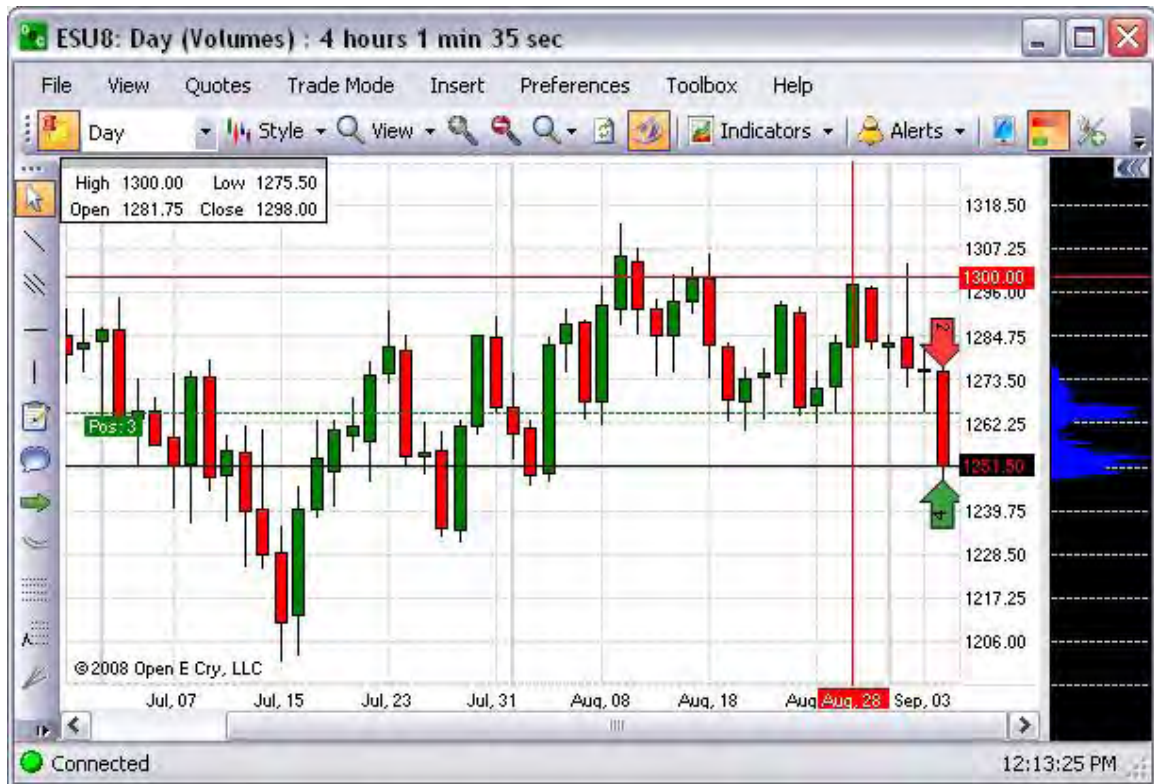 ESU8: Day (Volumes) : 4 hours 1 min 35 sec
File View Quotes Trade Mode Insert Preferences Toolbox Help
Day Style View Indicators Alerts
High 1300.00 Low 1275.50
Open 1281.75 Close 1298.00
1318.50
1307.25
1300.00
1296.00
1284.75
2
1273.50
1262.25
Pos: 3
1251.50
4
1239.75
1228.50
1217.25
1206.00
©2008 Open E Cry, LLC
Jul, 07 Jul, 15 Jul, 23 Jul, 31 Aug, 08 Aug, 18 Aug, 28 Sep, 03
Connected 12:13:25 PM